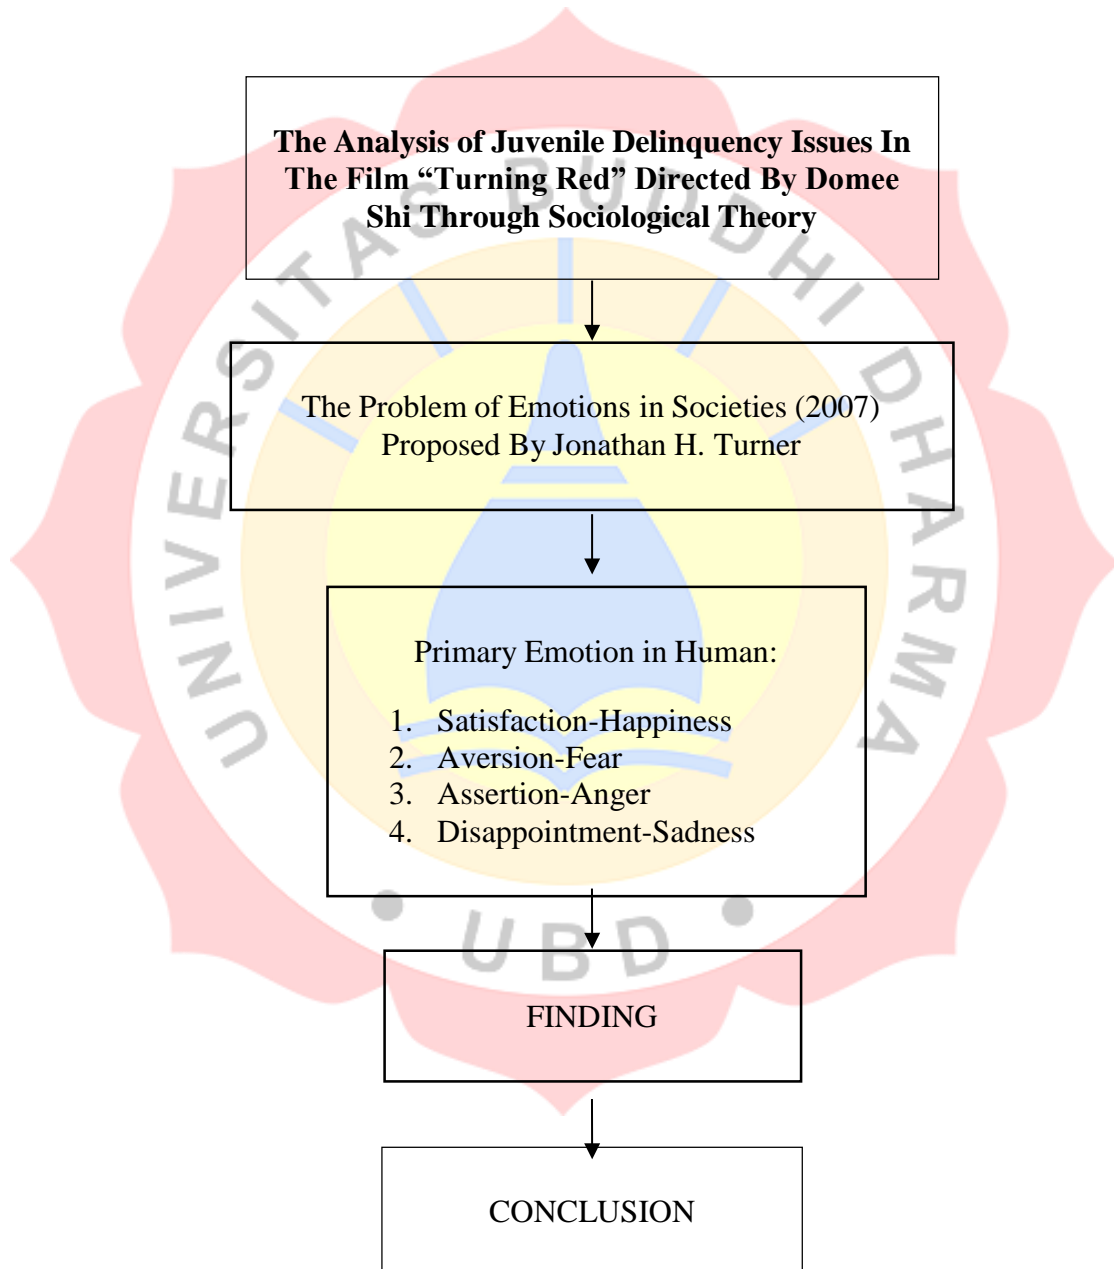 The Analysis of Juvenile Delinquency Issues In
The Film “Turning Red” Directed By Domee
Shi Through Sociological Theory
The Problem of Emotions in Societies (2007)
Proposed By Jonathan H. Turner
Primary Emotion in Human:
1. Satisfaction-Happiness
2. Aversion-Fear
3. Assertion-Anger
4. Disappointment-Sadness
FINDING
CONCLUSION
UNIVERSITAS BUDDHI DHARMA
• UBD •